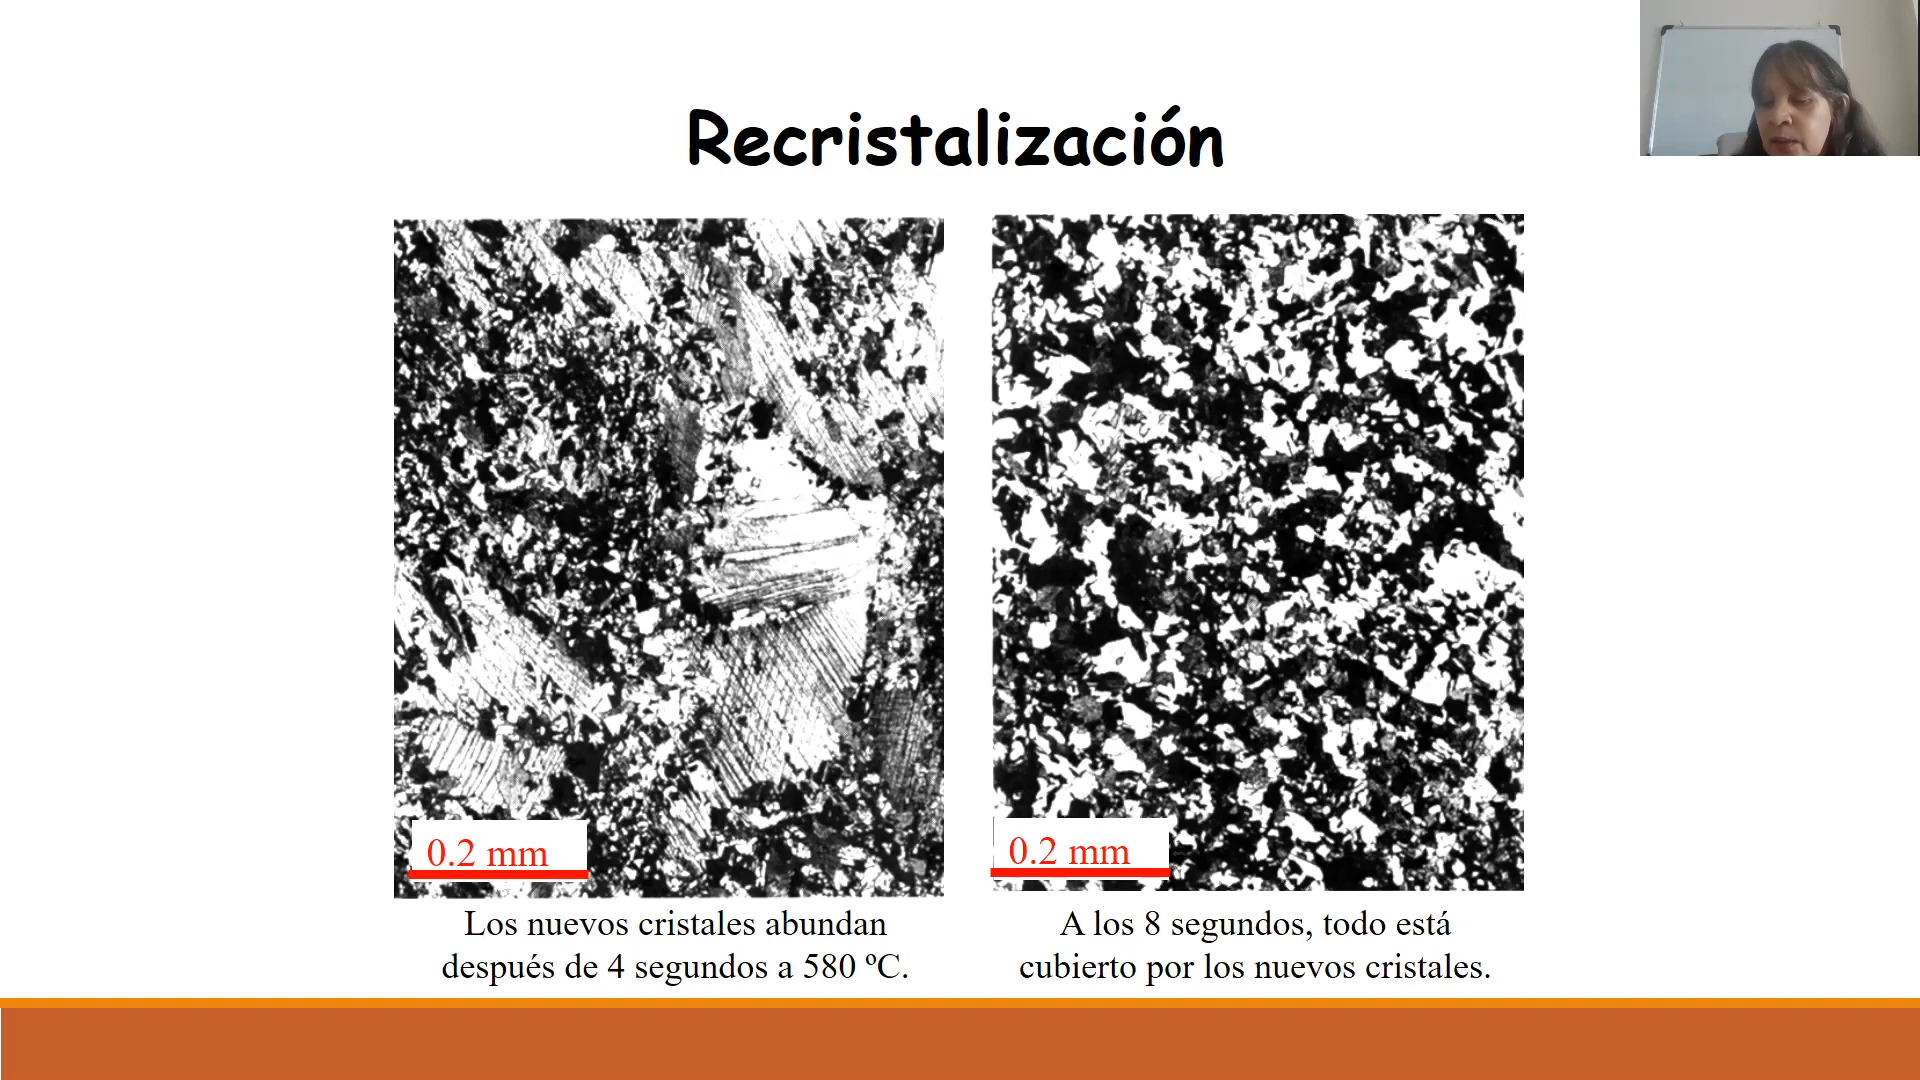 Recristalización
0.2 mm
0.2 mm
Los nuevos cristales abundan
después de 4 segundos a 580 ºC.
A los 8 segundos, todo está
cubierto por los nuevos cristales.